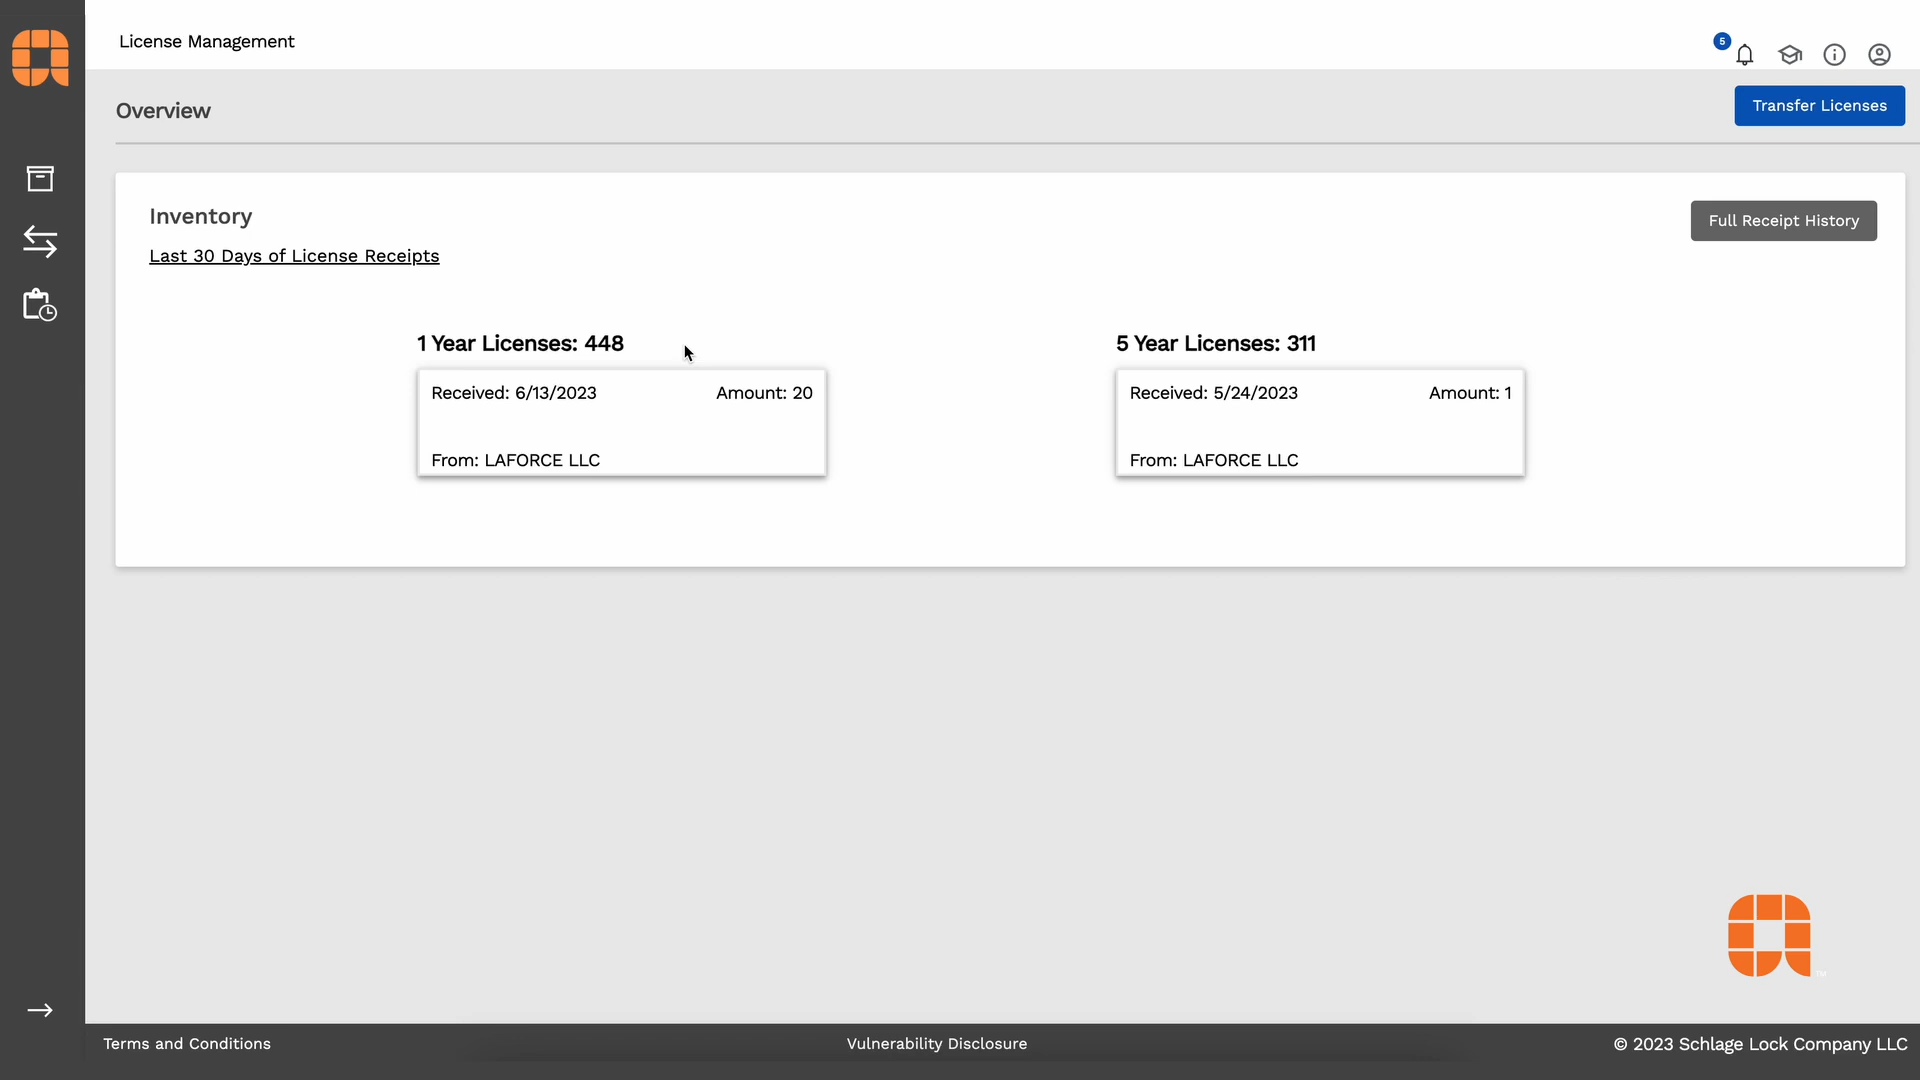 License Management
5
Overview
Transfer Licenses
Inventory
Full Receipt History
Last 30 Days of License Receipts
1 Year Licenses: 448
Received: 6/13/2023 Amount: 20
From: LAFORCE LLC
5 Year Licenses: 311
Received: 5/24/2023 Amount: 1
From: LAFORCE LLC
TM
Terms and Conditions
Vulnerability Disclosure
© 2023 Schlage Lock Company LLC